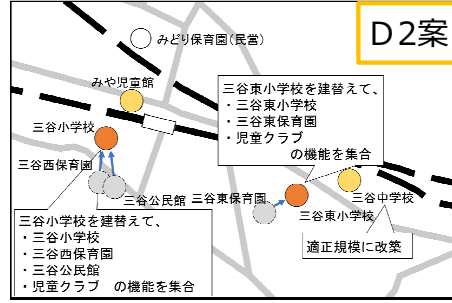 D2案
みどり保育園(民営)
みや児童館
三谷東小学校を建替えて、
・三谷東小学校
・三谷東保育園
・児童クラブ
の機能を集合
三谷小学校
三谷西保育園
三谷公民館
三谷東保育園
三谷中学校
三谷東小学校
三谷小学校を建替えて、
・三谷小学校
・三谷西保育園
・三谷公民館
・児童クラブ の機能を集合
適正規模に改築